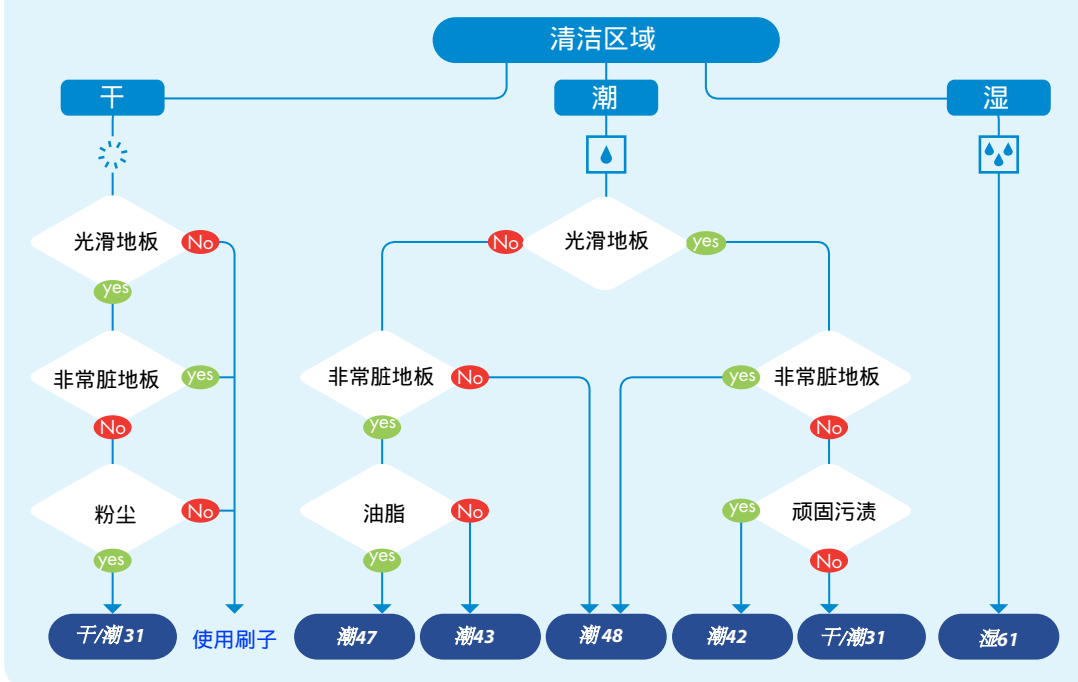 清洁区域
干
潮
湿
光滑地板
No
yes
No
光滑地板
yes
非常脏地板
yes
No
非常脏地板
No
yes
yes
非常脏地板
No
粉尘
No
yes
油脂
No
yes
yes
顽固污渍
No
干/潮 31
使用刷子
潮47
潮43
潮 48
潮42
干/潮31
湿61